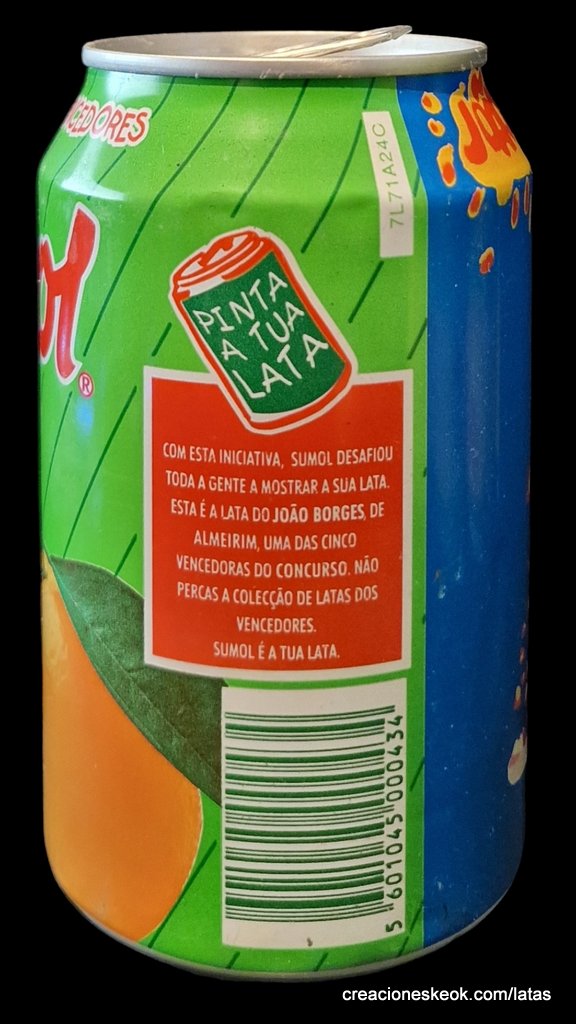 CEDORES
7L71A24C
PINTA
A TUA
LATA
®
COM ESTA INICIATIVA, SUMOL DESAFIOU
TODA A GENTE A MOSTRAR A SUA LATA.
ESTA É A LATA DO JOÃO BORGES, DE
ALMEIRIM, UMA DAS CINCO
VENCEDORAS DO CONCURSO. NÃO
PERCAS A COLECÇÃO DE LATAS DOS
VENCEDORES.
SUMOL É A TUA LATA.
5 601045 000434
creacioneskeok.com/latas